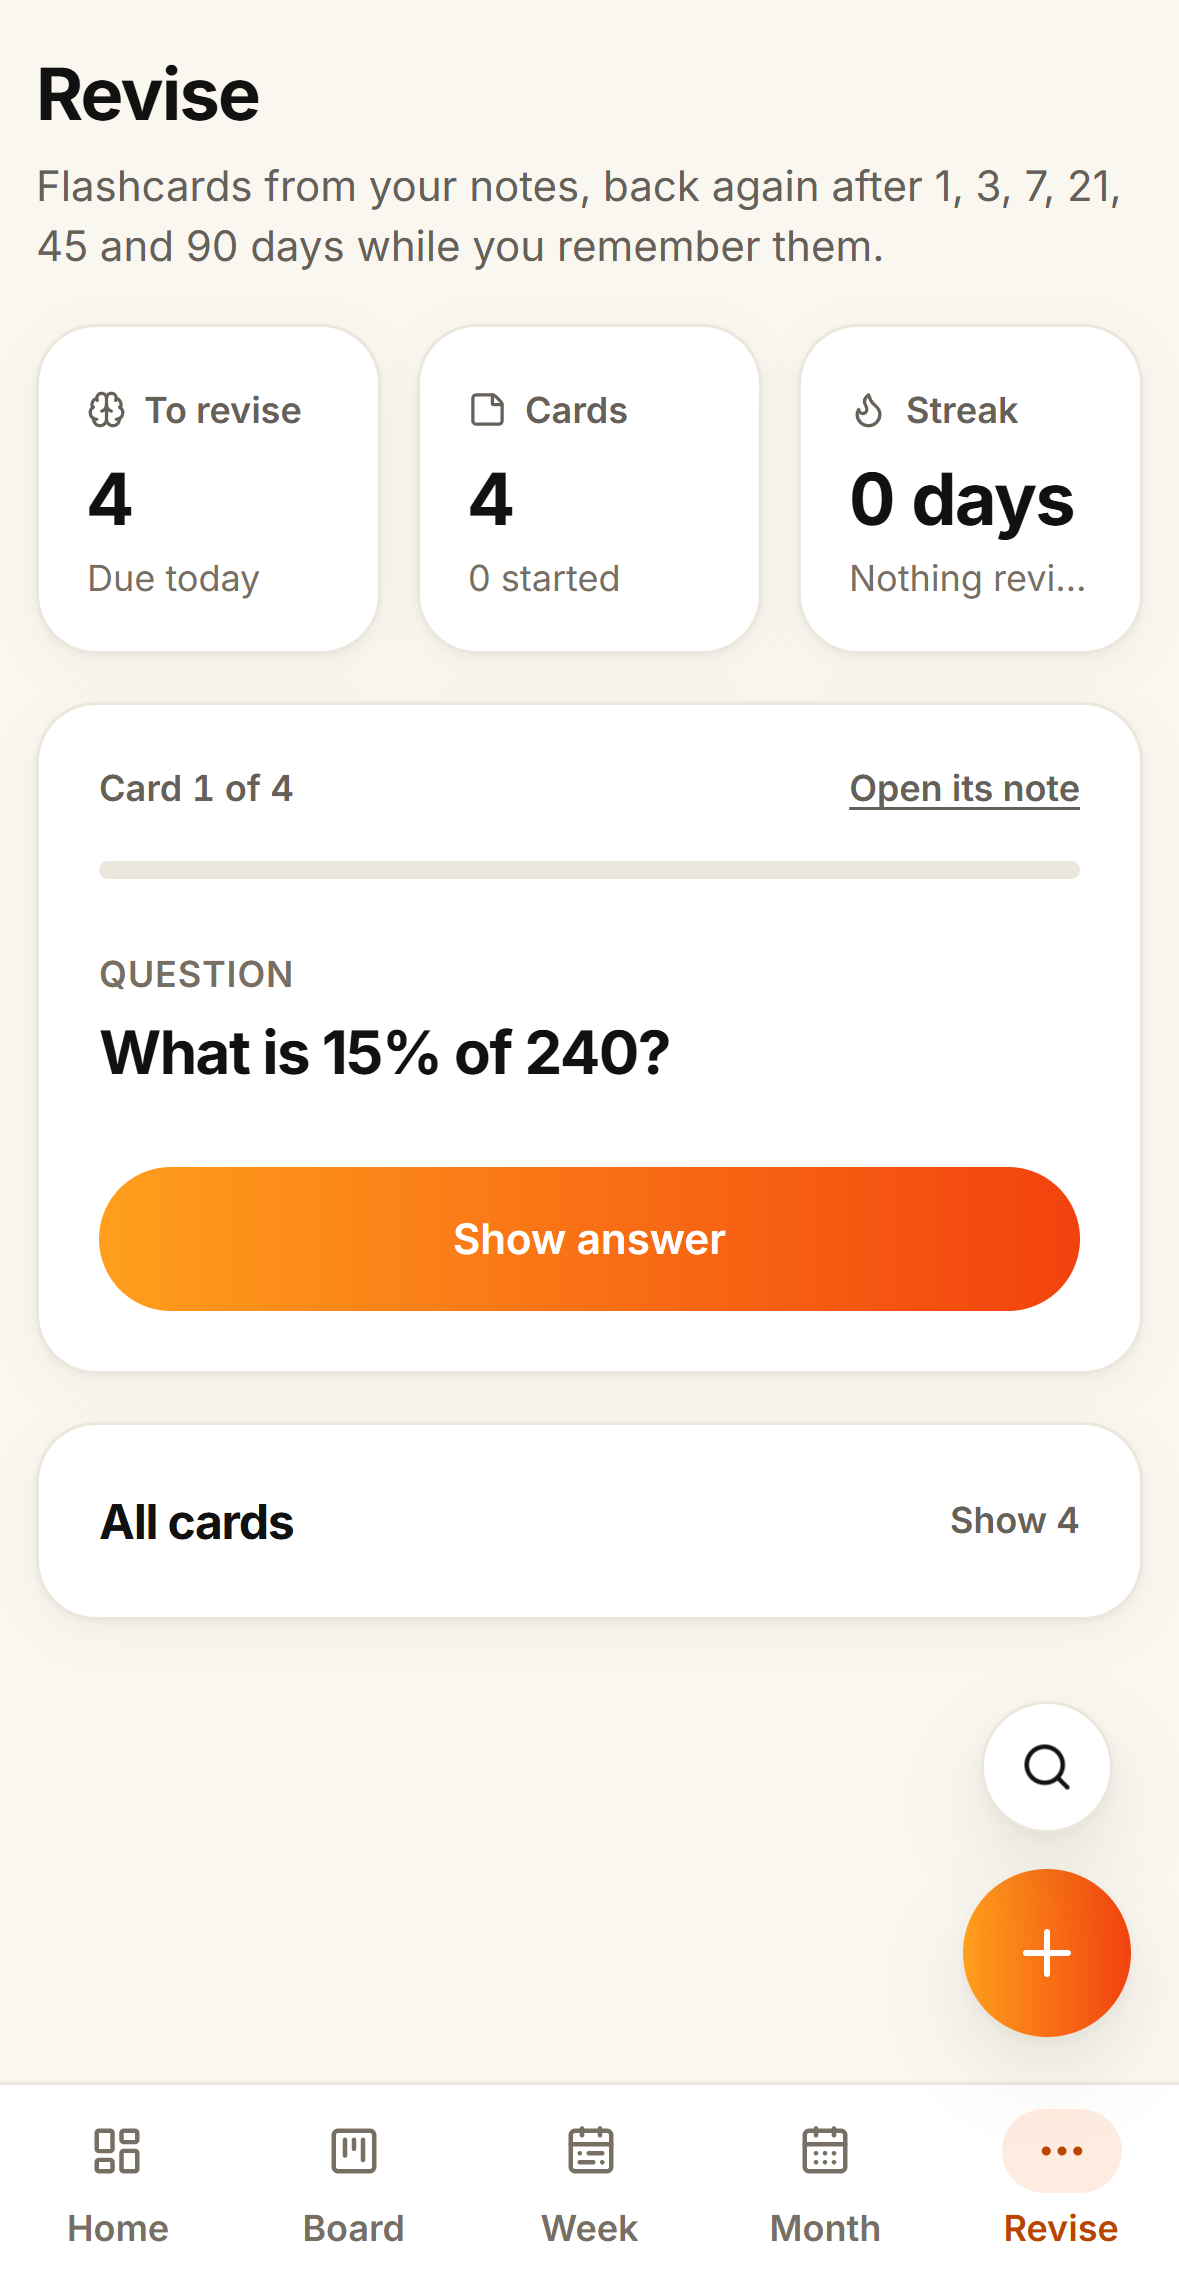 Revise
Flashcards from your notes, back again after 1, 3, 7, 21,
45 and 90 days while you remember them.
To revise
4
Due today
Cards
4
0 started
Streak
0 days
Nothing revi...
Card 1 of 4
Open its note
QUESTION
What is 15% of 240?
Show answer
All cards
Show 4
Home
Board
Week
Month
Revise